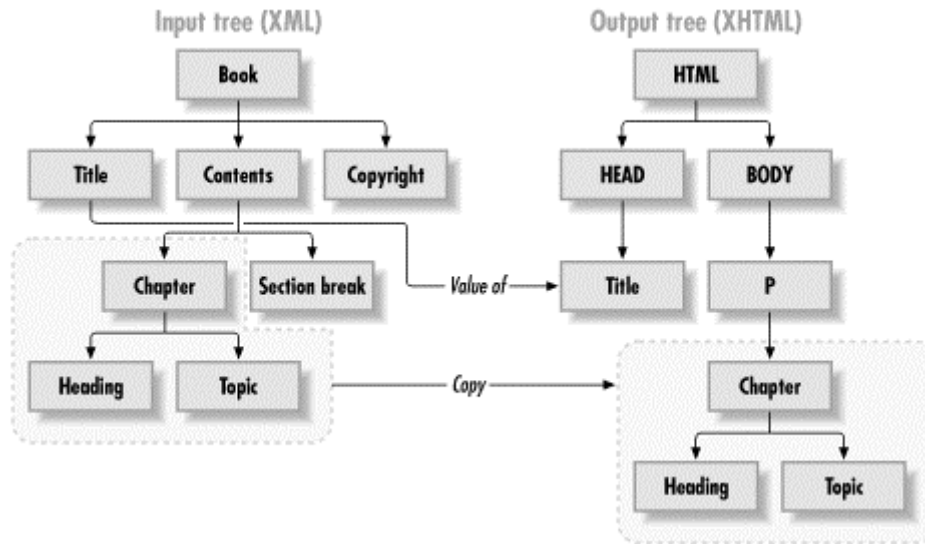 Input tree (XML)
Output tree (XHTML)
Book
HTML
Title
Contents
Copyright
HEAD
BODY
Chapter
Section break
Value of
Title
P
Heading
Topic
Copy
Chapter
Heading
Topic